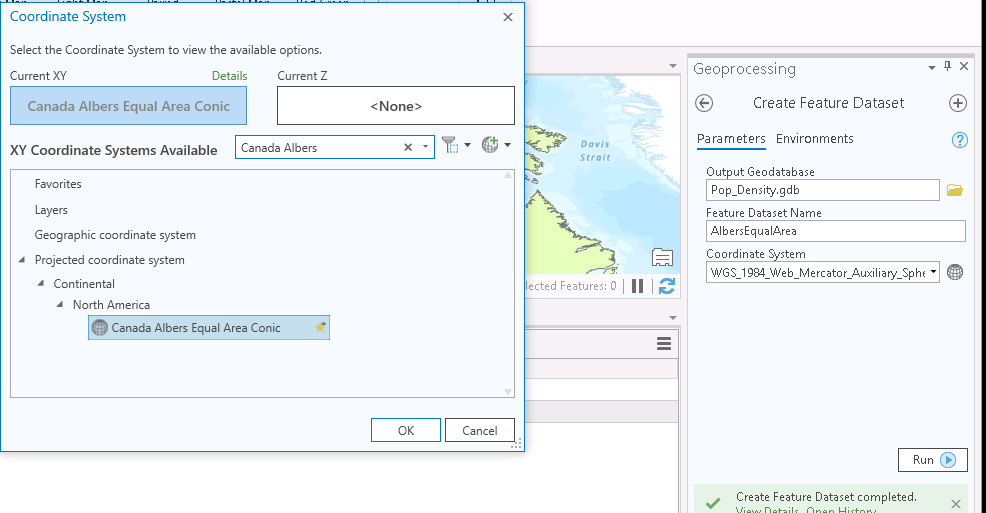 Coordinate System
Select the Coordinate System to view the available options.
Current XY
Details
Current Z
Canada Albers Equal Area Conic
<None>
XY Coordinate Systems Available
Canada Albers
Favorites
Layers
Geographic coordinate system
Projected coordinate system
Continental
North America
Canada Albers Equal Area Conic
OK
Cancel
Davis
Strait
lected Features: 0
Geoprocessing
Create Feature Dataset
Parameters
Environments
?
Output Geodatabase
Pop_Density.gdb
Feature Dataset Name
AlbersEqualArea
Coordinate System
WGS_1984_Web_Mercator_Auxiliary_Sphe
Run
Create Feature Dataset completed.
View Details Open History